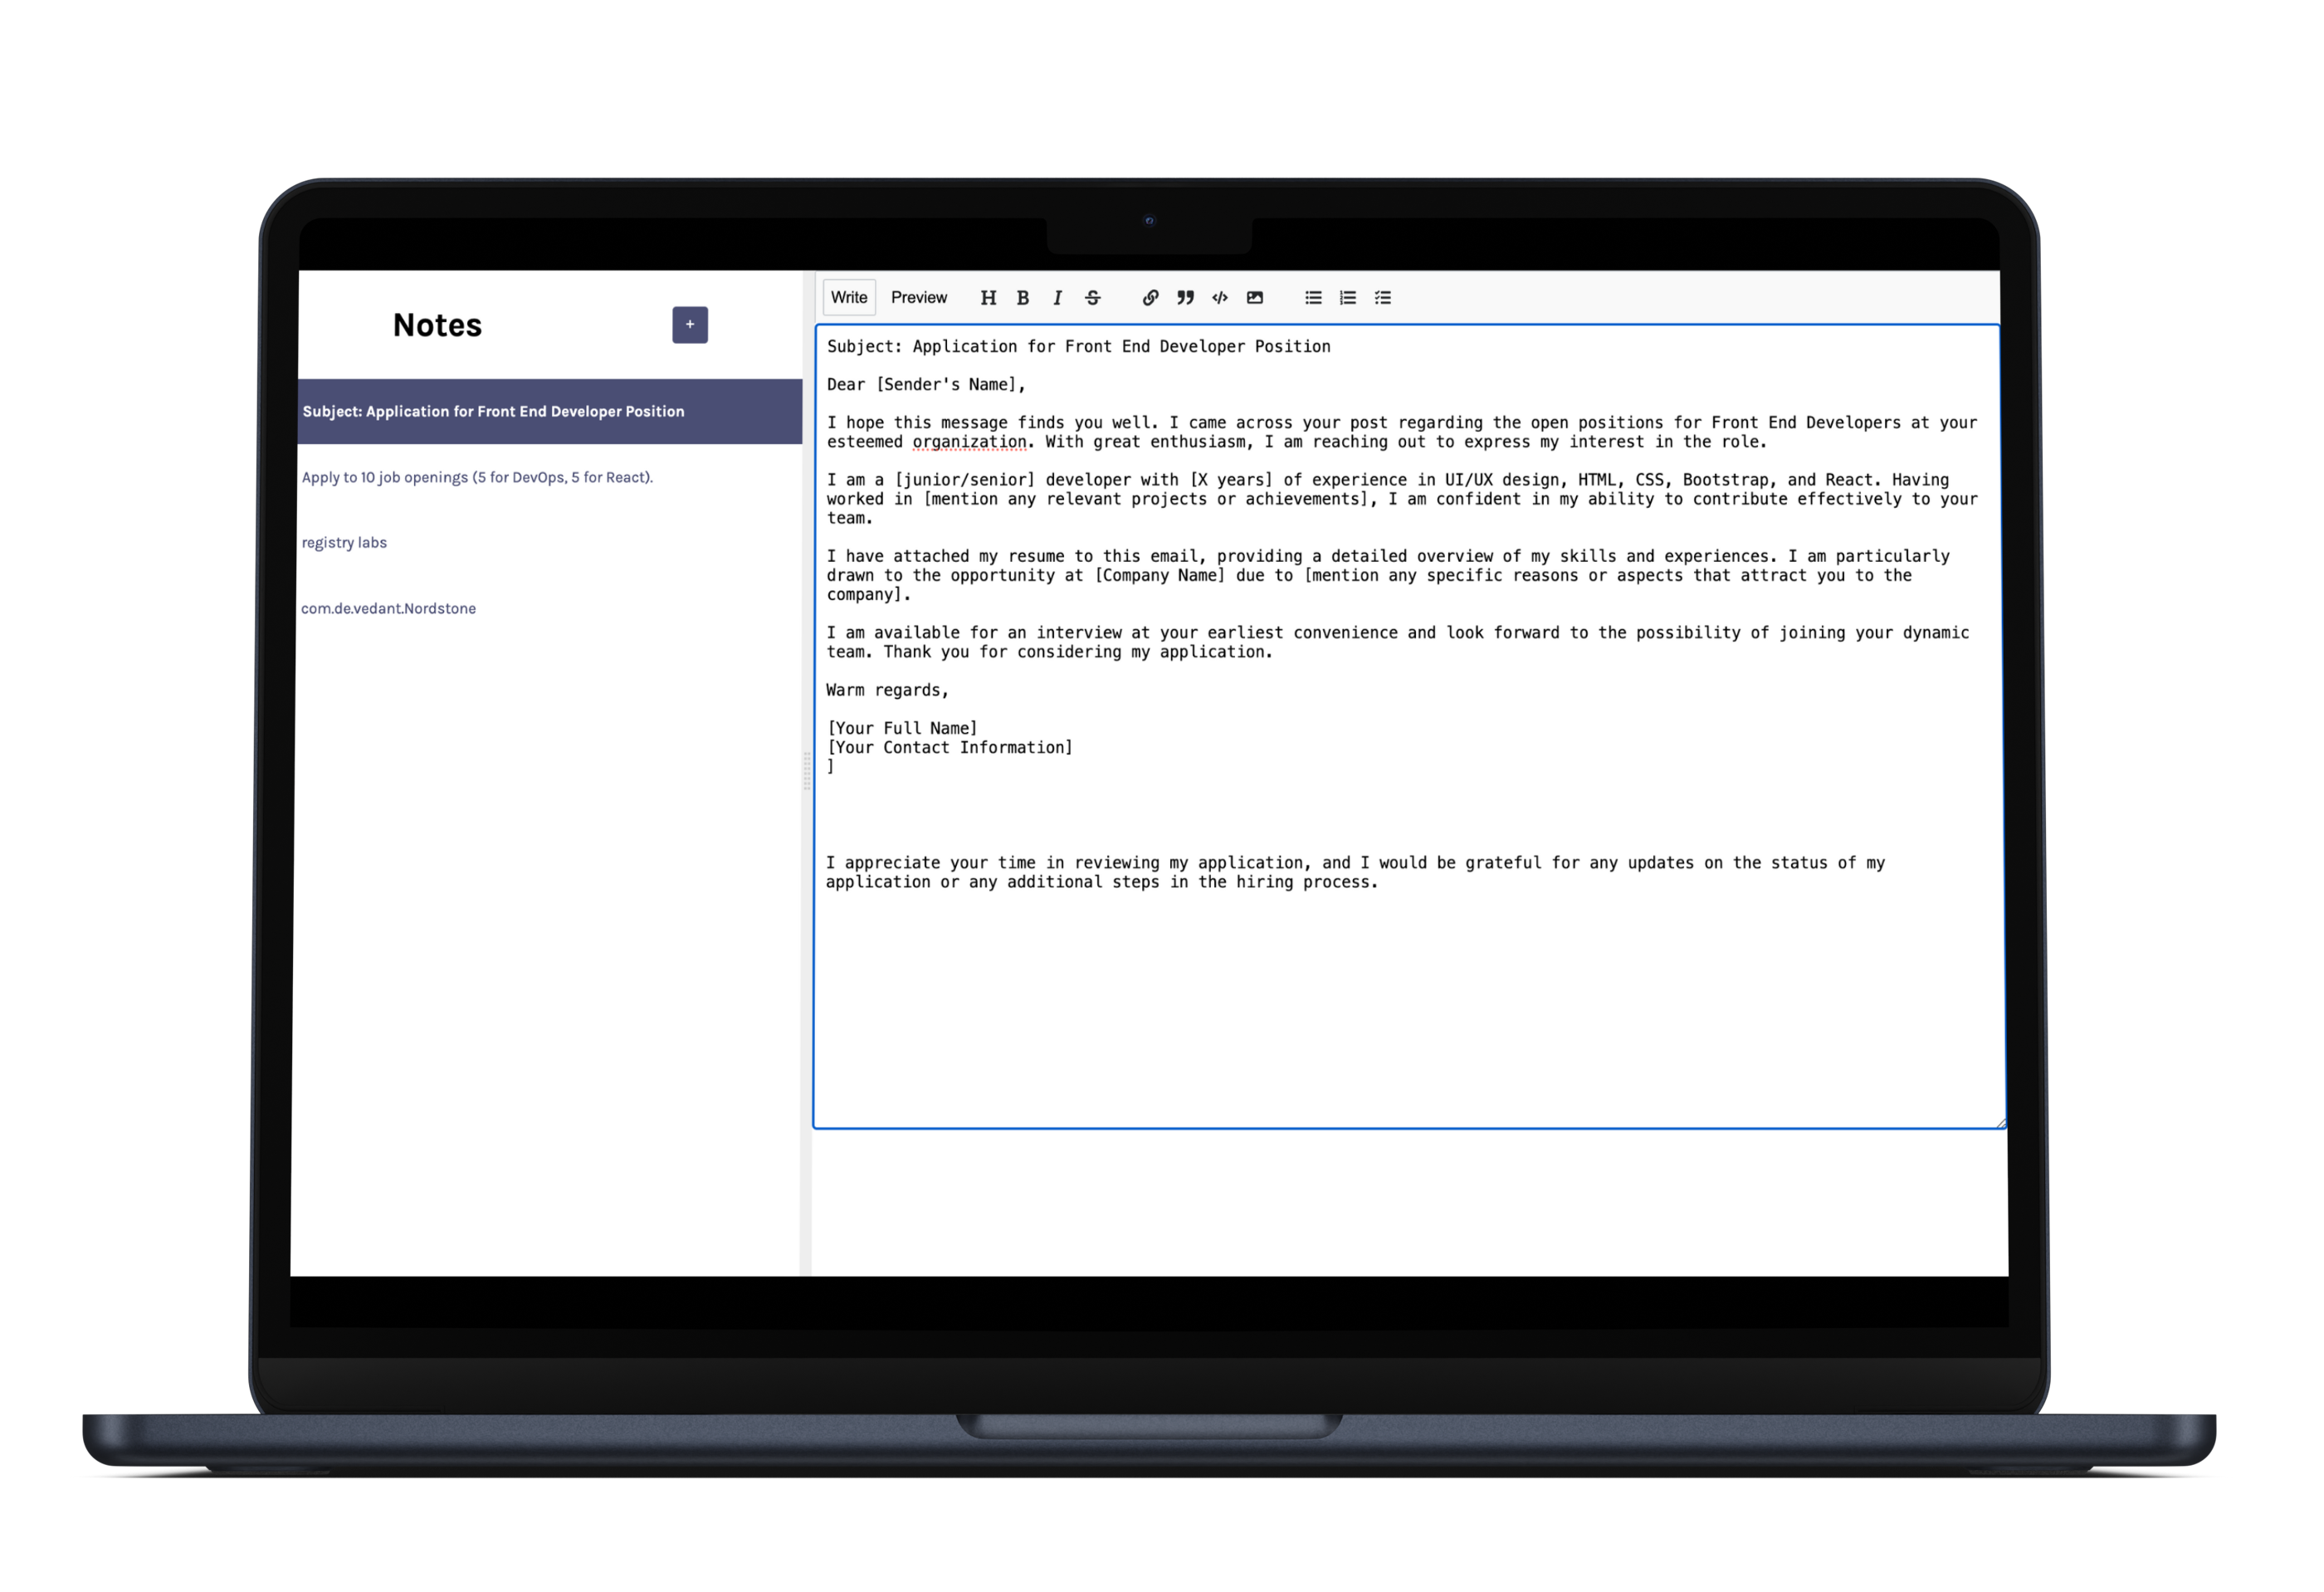 Notes
+
Subject: Application for Front End Developer Position
Apply to 10 job openings (5 for DevOps, 5 for React).
registry labs
com.de.vedant.Nordstone
Write Preview H B I S
Subject: Application for Front End Developer Position
Dear [Sender's Name],
I hope this message finds you well. I came across your post regarding the open positions for Front End Developers at your
esteemed organization. With great enthusiasm, I am reaching out to express my interest in the role.
I am a [junior/senior] developer with [X years] of experience in UI/UX design, HTML, CSS, Bootstrap, and React. Having
worked in [mention any relevant projects or achievements], I am confident in my ability to contribute effectively to your
team.
I have attached my resume to this email, providing a detailed overview of my skills and experiences. I am particularly
drawn to the opportunity at [Company Name] due to [mention any specific reasons or aspects that attract you to the
company].
I am available for an interview at your earliest convenience and look forward to the possibility of joining your dynamic
team. Thank you for considering my application.
Warm regards,
[Your Full Name]
[Your Contact Information]
]
I appreciate your time in reviewing my application, and I would be grateful for any updates on the status of my
application or any additional steps in the hiring process.